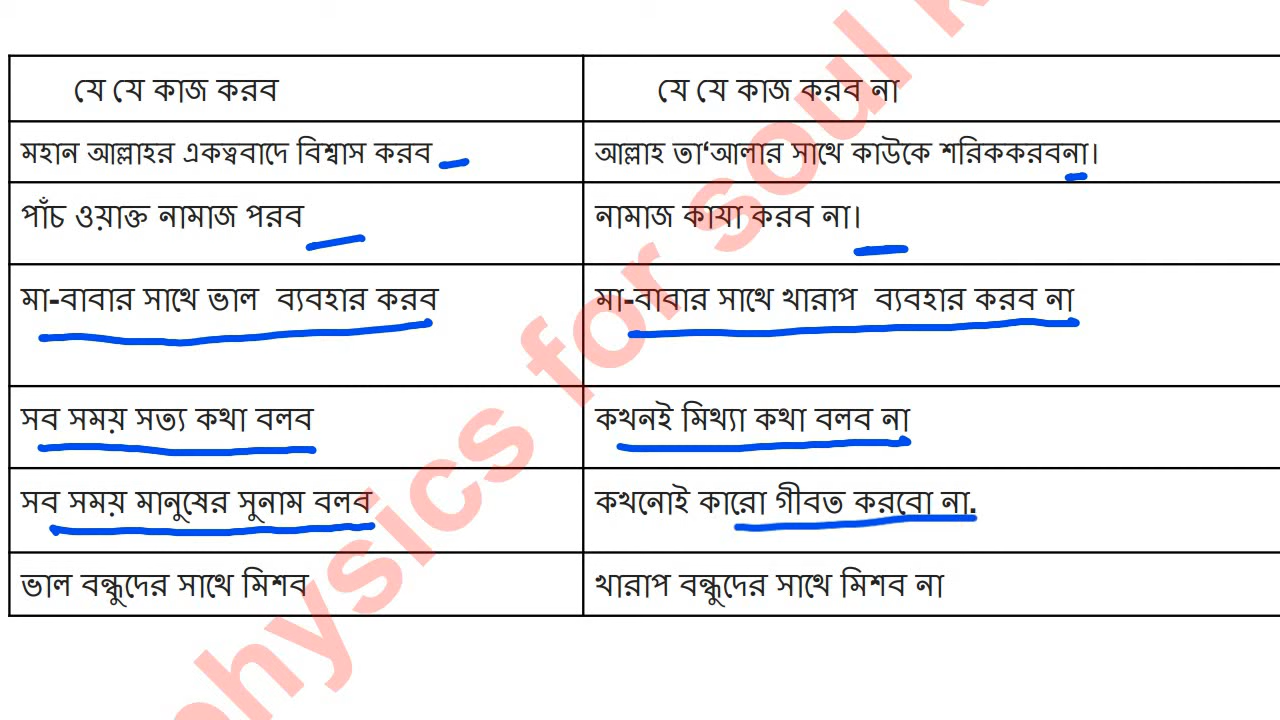 যে যে কাজ করব
যে যে কাজ করব না
মহান আল্লাহর একত্ববাদে বিশ্বাস করব
আল্লাহ তা‘আলার সাথে কাউকে শরিককরবনা।
পাঁচ ওয়াক্ত নামাজ পরব
নামাজ কাযা করব না।
মা-বাবার সাথে ভাল ব্যবহার করব
মা-বাবার সাথে খারাপ ব্যবহার করব না
সব সময় সত্য কথা বলব
কখনই মিথ্যা কথা বলব না
সব সময় মানুষের সুনাম বলব
কখনোই কারো গীবত করবো না.
ভাল বন্ধুদের সাথে মিশব
খারাপ বন্ধুদের সাথে মিশব না
physics for soul